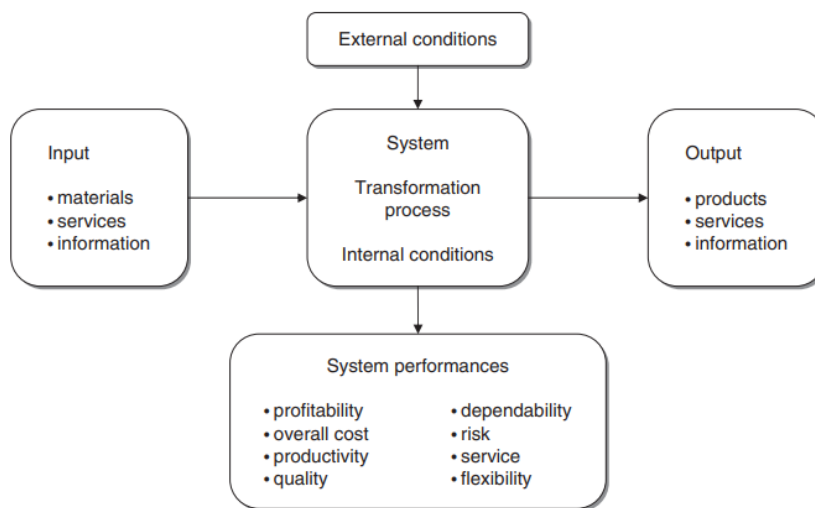 External conditions
Input
• materials
• services
• information
System
Transformation
process
Internal conditions
Output
• products
• services
• information
System performances
• profitability
• overall cost
• productivity
• quality
• dependability
• risk
• service
• flexibility